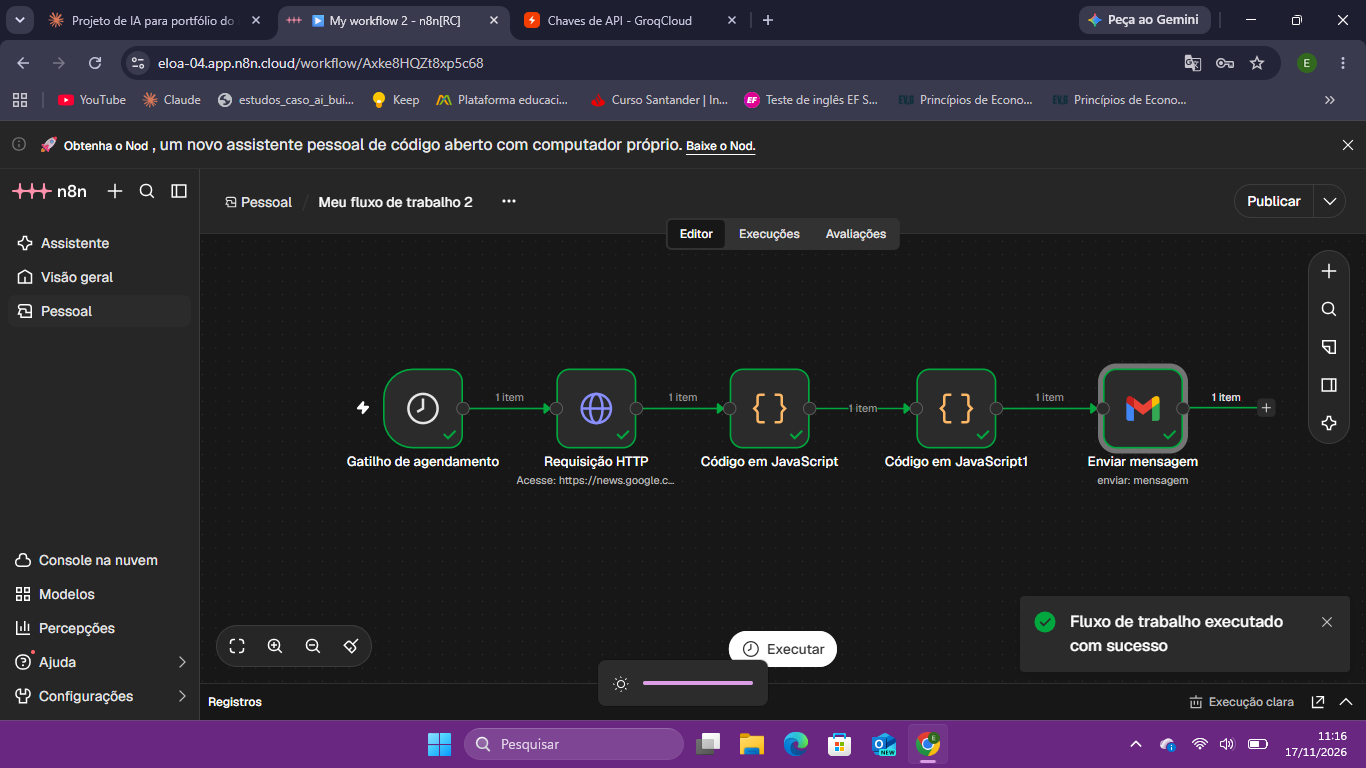 Projeto de IA para portfólio do
My workflow 2 - n8n[RC]
Chaves de API - GroqCloud
Peça ao Gemini
eloa-04.app.n8n.cloud/workflow/Axke8HQZt8xp5c68
E
YouTube
Claude
estudos_caso_ai_bui...
Keep
Plataforma educaci...
Curso Santander | In...
EF
Teste de inglês EF S...
Princípios de Econo...
Princípios de Econo...
Obtenha o Nod , um novo assistente pessoal de código aberto com computador próprio. Baixe o Nod.
n8n
Pessoal / Meu fluxo de trabalho 2 ...
Publicar
Editor
Execuções
Avaliações
Assistente
Visão geral
Pessoal
1 item
1 item
1 item
1 item
1 item
Gatilho de agendamento
Requisição HTTP
Acesse: https://news.google.c...
Código em JavaScript
Código em JavaScript1
Enviar mensagem
enviar: mensagem
Console na nuvem
Modelos
Percepções
Ajuda
Configurações
Executar
Fluxo de trabalho executado
com sucesso
Registros
Execução clara
Pesquisar
NEW
11:16
17/11/2026